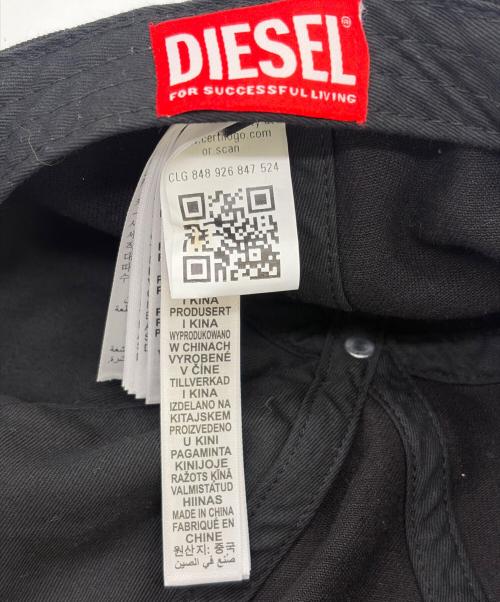 DIESEL®
FOR SUCCESSFUL LIVING
.certilogo.com
or scan
CLG 848 926 847 524
I KINA
PRODUSERT
I KINA
WYPRODUKOWANO
W CHINACH
VYROBENÉ
V ČÍNE
TILLVERKAD
I KINA
IZDELANO NA
KITAJSKEM
PROIZVEDENO
U KINI
PAGAMINTA
KINIJOJE
RAŽOTS ĶĪNĀ
VALMISTATUD
HIINAS
MADE IN CHINA
FABRIQUÉ EN
CHINE
원산지: 중국
صنع في الصين